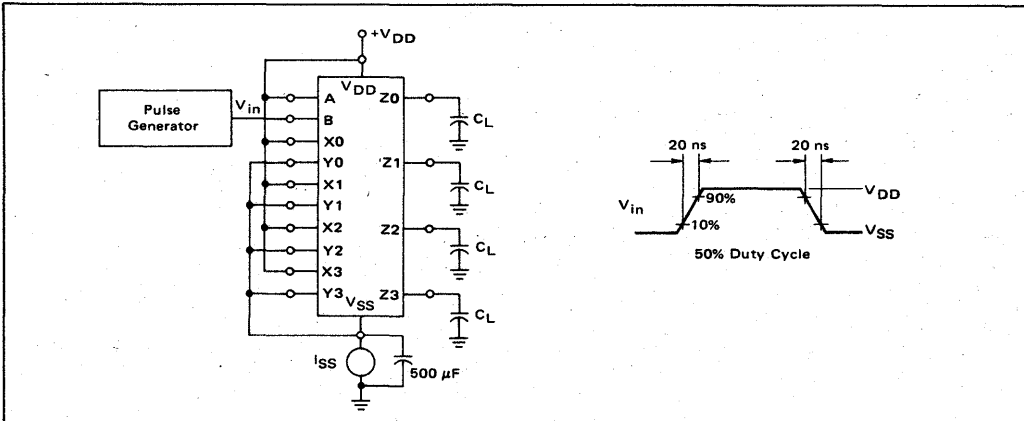 +VDD
VDD
Pulse
Generator
Vin
A
B
X0
Y0
X1
Y1
X2
Y2
X3
Y3
VSS
Z0
Z1
Z2
Z3
CL
CL
CL
CL
ISS
500 µF
20 ns
20 ns
Vin
90%
10%
VDD
VSS
50% Duty Cycle